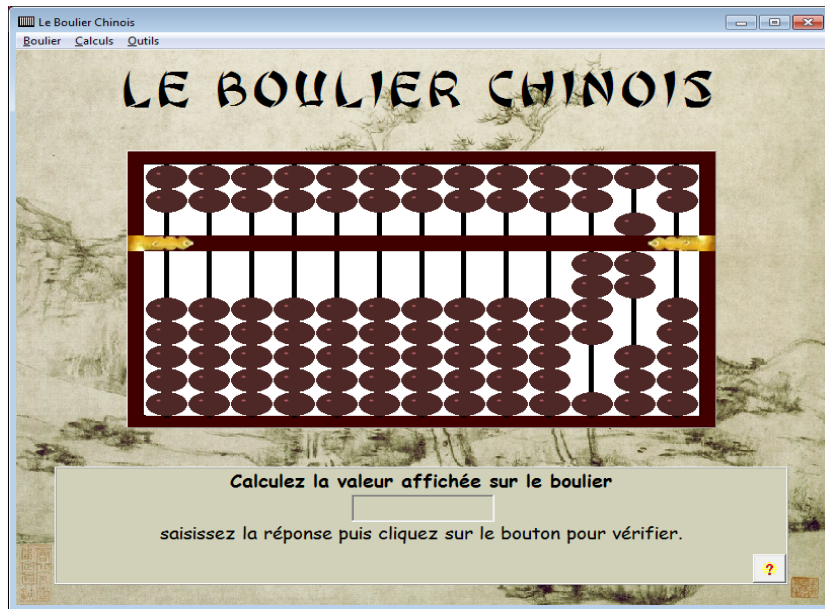 Le Boulier Chinois
Boulier Calculs Outils
LE BOULIER CHINOIS
Calculez la valeur affichée sur le boulier
saisissez la réponse puis cliquez sur le bouton pour vérifier.
?